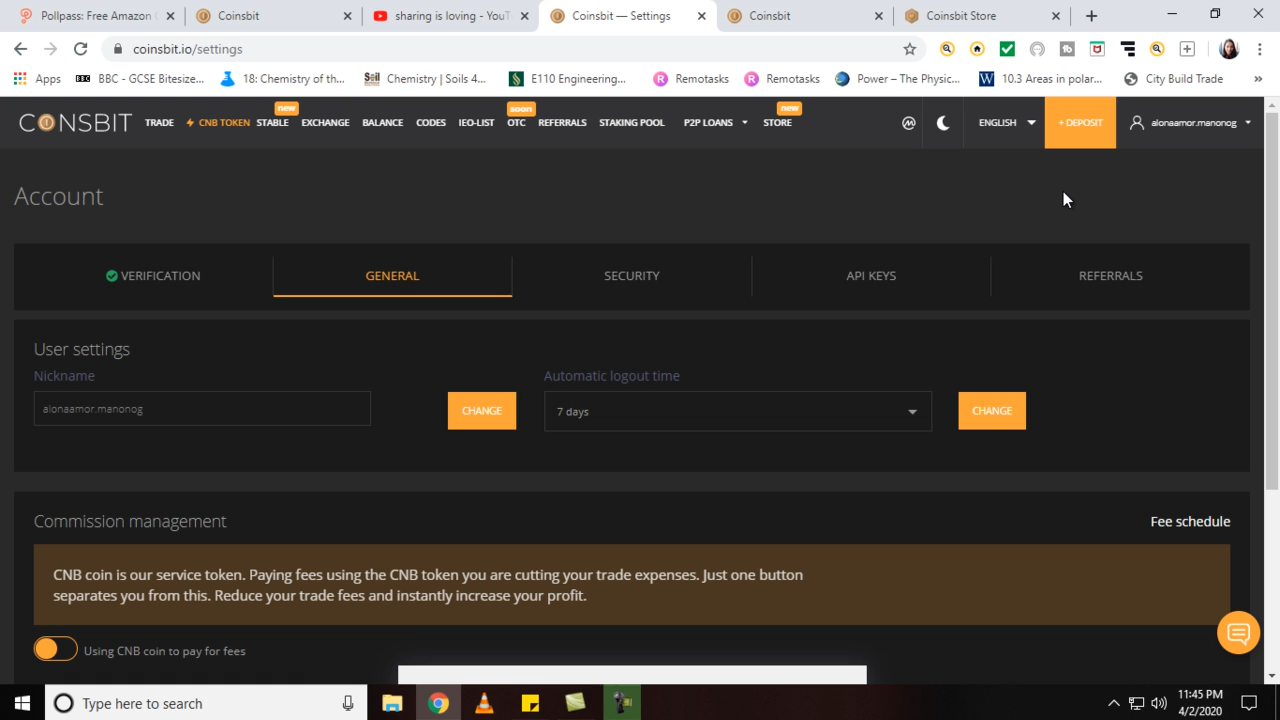 Pollpass: Free Amazon
Coinsbit
sharing is loving - YouT
Coinsbit — Settings
Coinsbit
Coinsbit Store
coinsbit.io/settings
Apps
BBC - GCSE Bitesize...
18: Chemistry of th...
Chemistry | Soils 4...
E110 Engineering...
Remotasks
Remotasks
Power – The Physic...
10.3 Areas in polar...
City Build Trade
»
new
soon
new
CONSBIT
TRADE
CNB TOKEN
STABLE
EXCHANGE
BALANCE
CODES
IEO-LIST
OTC
REFERRALS
STAKING POOL
P2P LOANS
STORE
ENGLISH
+ DEPOSIT
alonaamor.manonog
Account
VERIFICATION
GENERAL
SECURITY
API KEYS
REFERRALS
User settings
Nickname
Automatic logout time
alonaamor.manonog
CHANGE
7 days
CHANGE
Commission management
Fee schedule
CNB coin is our service token. Paying fees using the CNB token you are cutting your trade expenses. Just one button
separates you from this. Reduce your trade fees and instantly increase your profit.
Using CNB coin to pay for fees
Type here to search
11:45 PM
4/2/2020